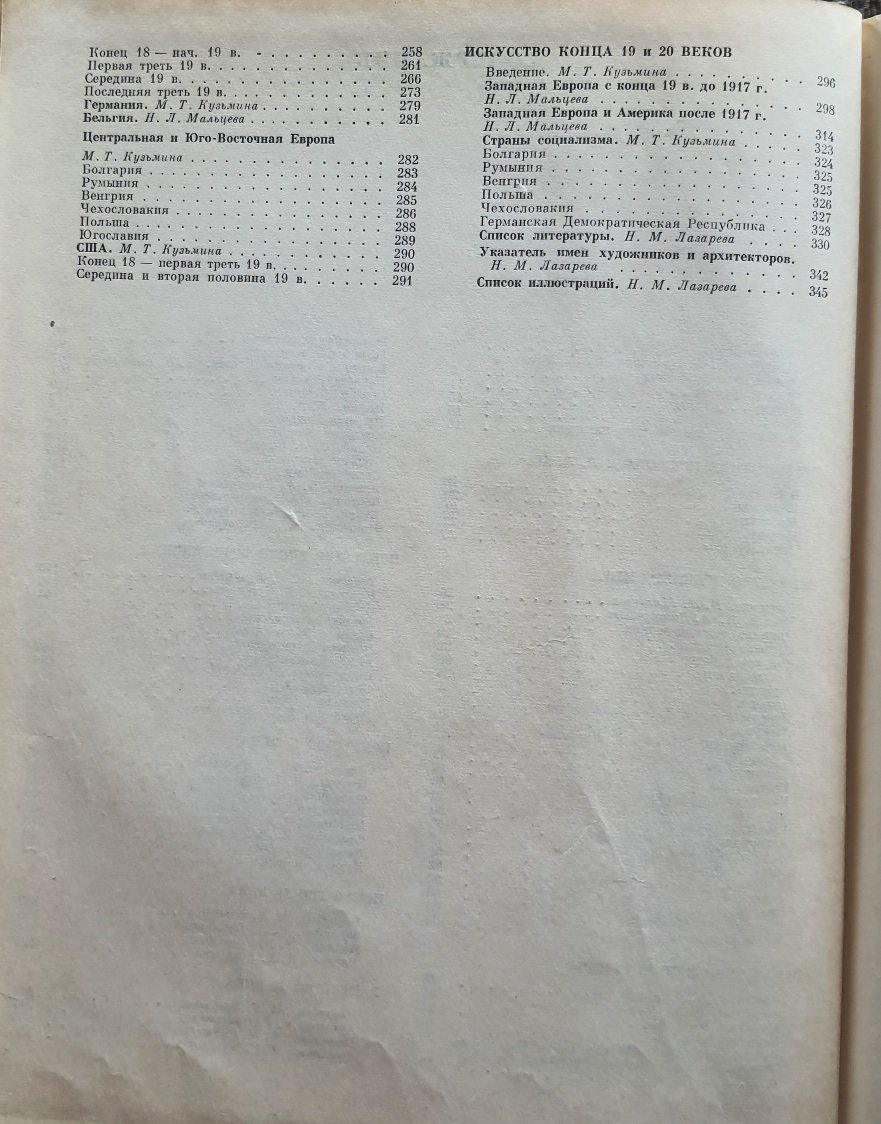 Конец 18 — нач. 19 в. - . . . . . . . . . . 258
Первая треть 19 в. . . . . . . . . . . . . . 261
Середина 19 в. . . . . . . . . . . . . . . . 266
Последняя треть 19 в. . . . . . . . . . . . . 273
Германия. М. Т. Кузьмина . . . . . . . . . . 279
Бельгия. Н. Л. Мальцева . . . . . . . . . . . 281
Центральная и Юго-Восточная Европа
М. Т. Кузьмина . . . . . . . . . . . . . . . 282
Болгария . . . . . . . . . . . . . . . . . . 283
Румыния . . . . . . . . . . . . . . . . . . 284
Венгрия . . . . . . . . . . . . . . . . . . 285
Чехословакия . . . . . . . . . . . . . . . . 286
Польша . . . . . . . . . . . . . . . . . . . 288
Югославия . . . . . . . . . . . . . . . . . 289
США. М. Т. Кузьмина . . . . . . . . . . . . . 290
Конец 18 — первая треть 19 в. . . . . . . . . 290
Середина и вторая половина 19 в. . . . . . 291
ИСКУССТВО КОНЦА 19 и 20 ВЕКОВ
Введение. М. Т. Кузьмина . . . . . . . . . . 296
Западная Европа с конца 19 в. до 1917 г.
Н. Л. Мальцева . . . . . . . . . . . . . . . 298
Западная Европа и Америка после 1917 г.
Н. Л. Мальцева . . . . . . . . . . . . . . . 314
Страны социализма. М. Т. Кузьмина . . . . 323
Болгария . . . . . . . . . . . . . . . . . . 324
Румыния . . . . . . . . . . . . . . . . . . 325
Венгрия . . . . . . . . . . . . . . . . . . 325
Польша . . . . . . . . . . . . . . . . . . . 326
Чехословакия . . . . . . . . . . . . . . . . 327
Германская Демократическая Республика . . . 328
Список литературы. Н. М. Лазарева . . . . 330
Указатель имен художников и архитекторов.
Н. М. Лазарева . . . . . . . . . . . . . . 342
Список иллюстраций. Н. М. Лазарева . . . . 345